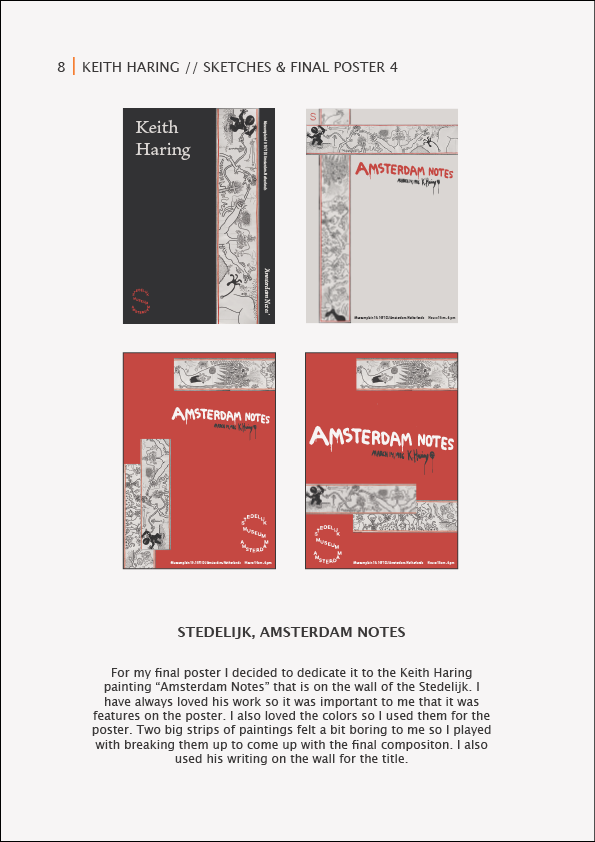 8 | KEITH HARING // SKETCHES & FINAL POSTER 4
Keith
Haring
Amsterdam Notes
S
AMSTERDAM NOTES
K. Haring
AMSTERDAM NOTES
K. Haring
STEDELIJK
MUSEUM
AMSTERDAM
AMSTERDAM NOTES
K. Haring
STEDELIJK
MUSEUM
AMSTERDAM
STEDELIJK, AMSTERDAM NOTES
For my final poster I decided to dedicate it to the Keith Haring
painting “Amsterdam Notes” that is on the wall of the Stedelijk. I
have always loved his work so it was important to me that it was
features on the poster. I also loved the colors so I used them for the
poster. Two big strips of paintings felt a bit boring to me so I played
with breaking them up to come up with the final compositon. I also
used his writing on the wall for the title.